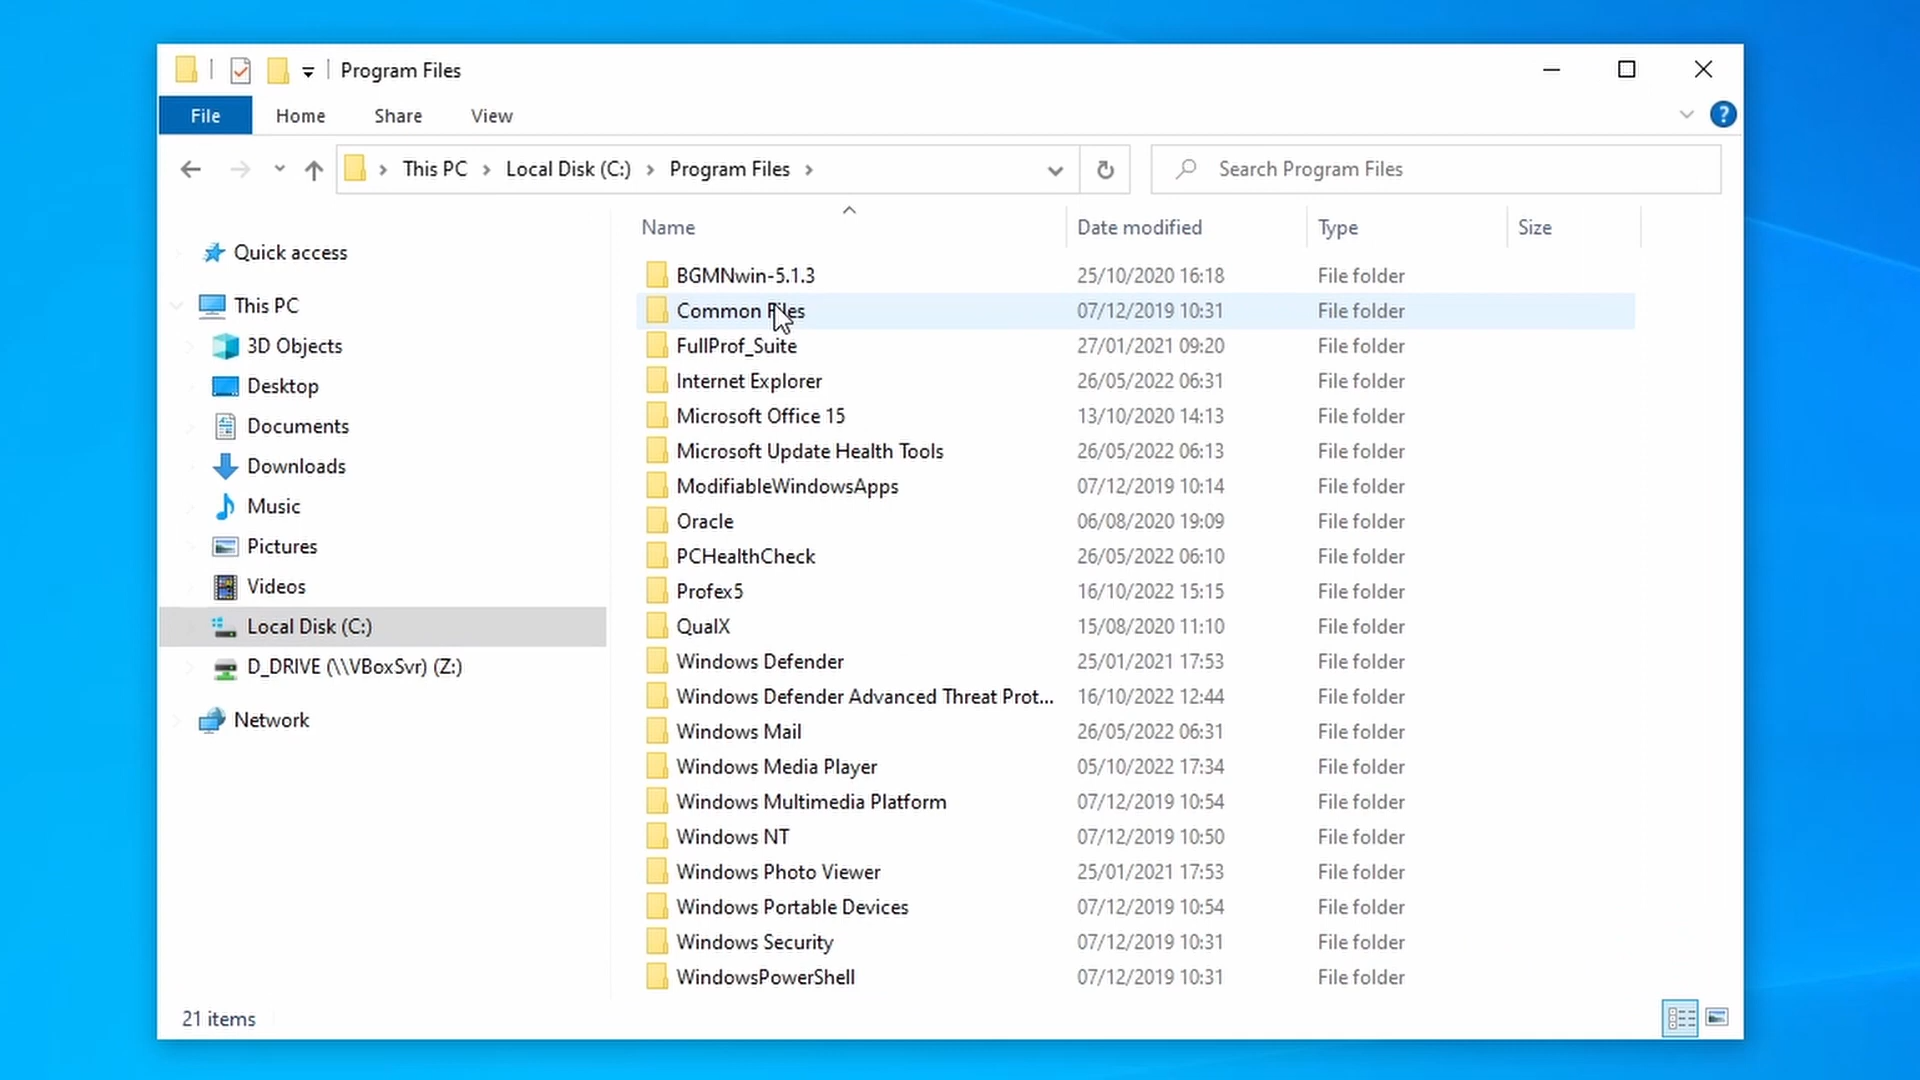 Program Files
File Home Share View
This PC Local Disk (C:) Program Files Search Program Files
Name Date modified Type Size
Quick access
This PC
3D Objects
Desktop
Documents
Downloads
Music
Pictures
Videos
Local Disk (C:)
D_DRIVE (\\VBoxSvr) (Z:)
Network
BGMNwin-5.1.3 25/10/2020 16:18 File folder
Common Files 07/12/2019 10:31 File folder
FullProf_Suite 27/01/2021 09:20 File folder
Internet Explorer 26/05/2022 06:31 File folder
Microsoft Office 15 13/10/2020 14:13 File folder
Microsoft Update Health Tools 26/05/2022 06:13 File folder
ModifiableWindowsApps 07/12/2019 10:14 File folder
Oracle 06/08/2020 19:09 File folder
PCHealthCheck 26/05/2022 06:10 File folder
Profex5 16/10/2022 15:15 File folder
QualX 15/08/2020 11:10 File folder
Windows Defender 25/01/2021 17:53 File folder
Windows Defender Advanced Threat Prot... 16/10/2022 12:44 File folder
Windows Mail 26/05/2022 06:31 File folder
Windows Media Player 05/10/2022 17:34 File folder
Windows Multimedia Platform 07/12/2019 10:54 File folder
Windows NT 07/12/2019 10:50 File folder
Windows Photo Viewer 25/01/2021 17:53 File folder
Windows Portable Devices 07/12/2019 10:54 File folder
Windows Security 07/12/2019 10:31 File folder
WindowsPowerShell 07/12/2019 10:31 File folder
21 items